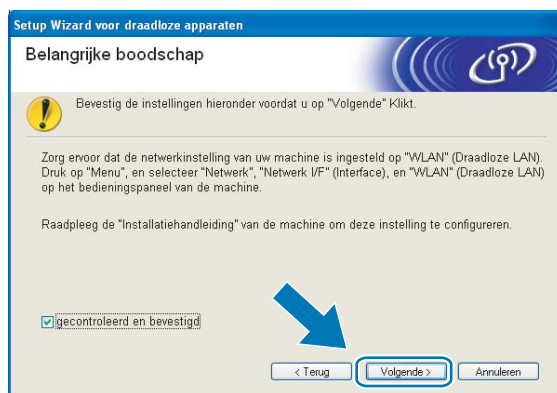 Setup Wizard voor draadloze apparaten
Belangrijke boodschap
Bevestig de instellingen hieronder voordat u op "Volgende" Klikt.
Zorg ervoor dat de netwerkinstelling van uw machine is ingesteld op "WLAN" (Draadloze LAN).
Druk op "Menu", en selecteer "Netwerk", "Netwerk I/F" (Interface), en "WLAN" (Draadloze LAN)
op het bedieningspaneel van de machine.
Raadpleeg de "Installatiehandleiding" van de machine om deze instelling te configureren.
gecontroleerd en bevestigd
< Terug Volgende > Annuleren